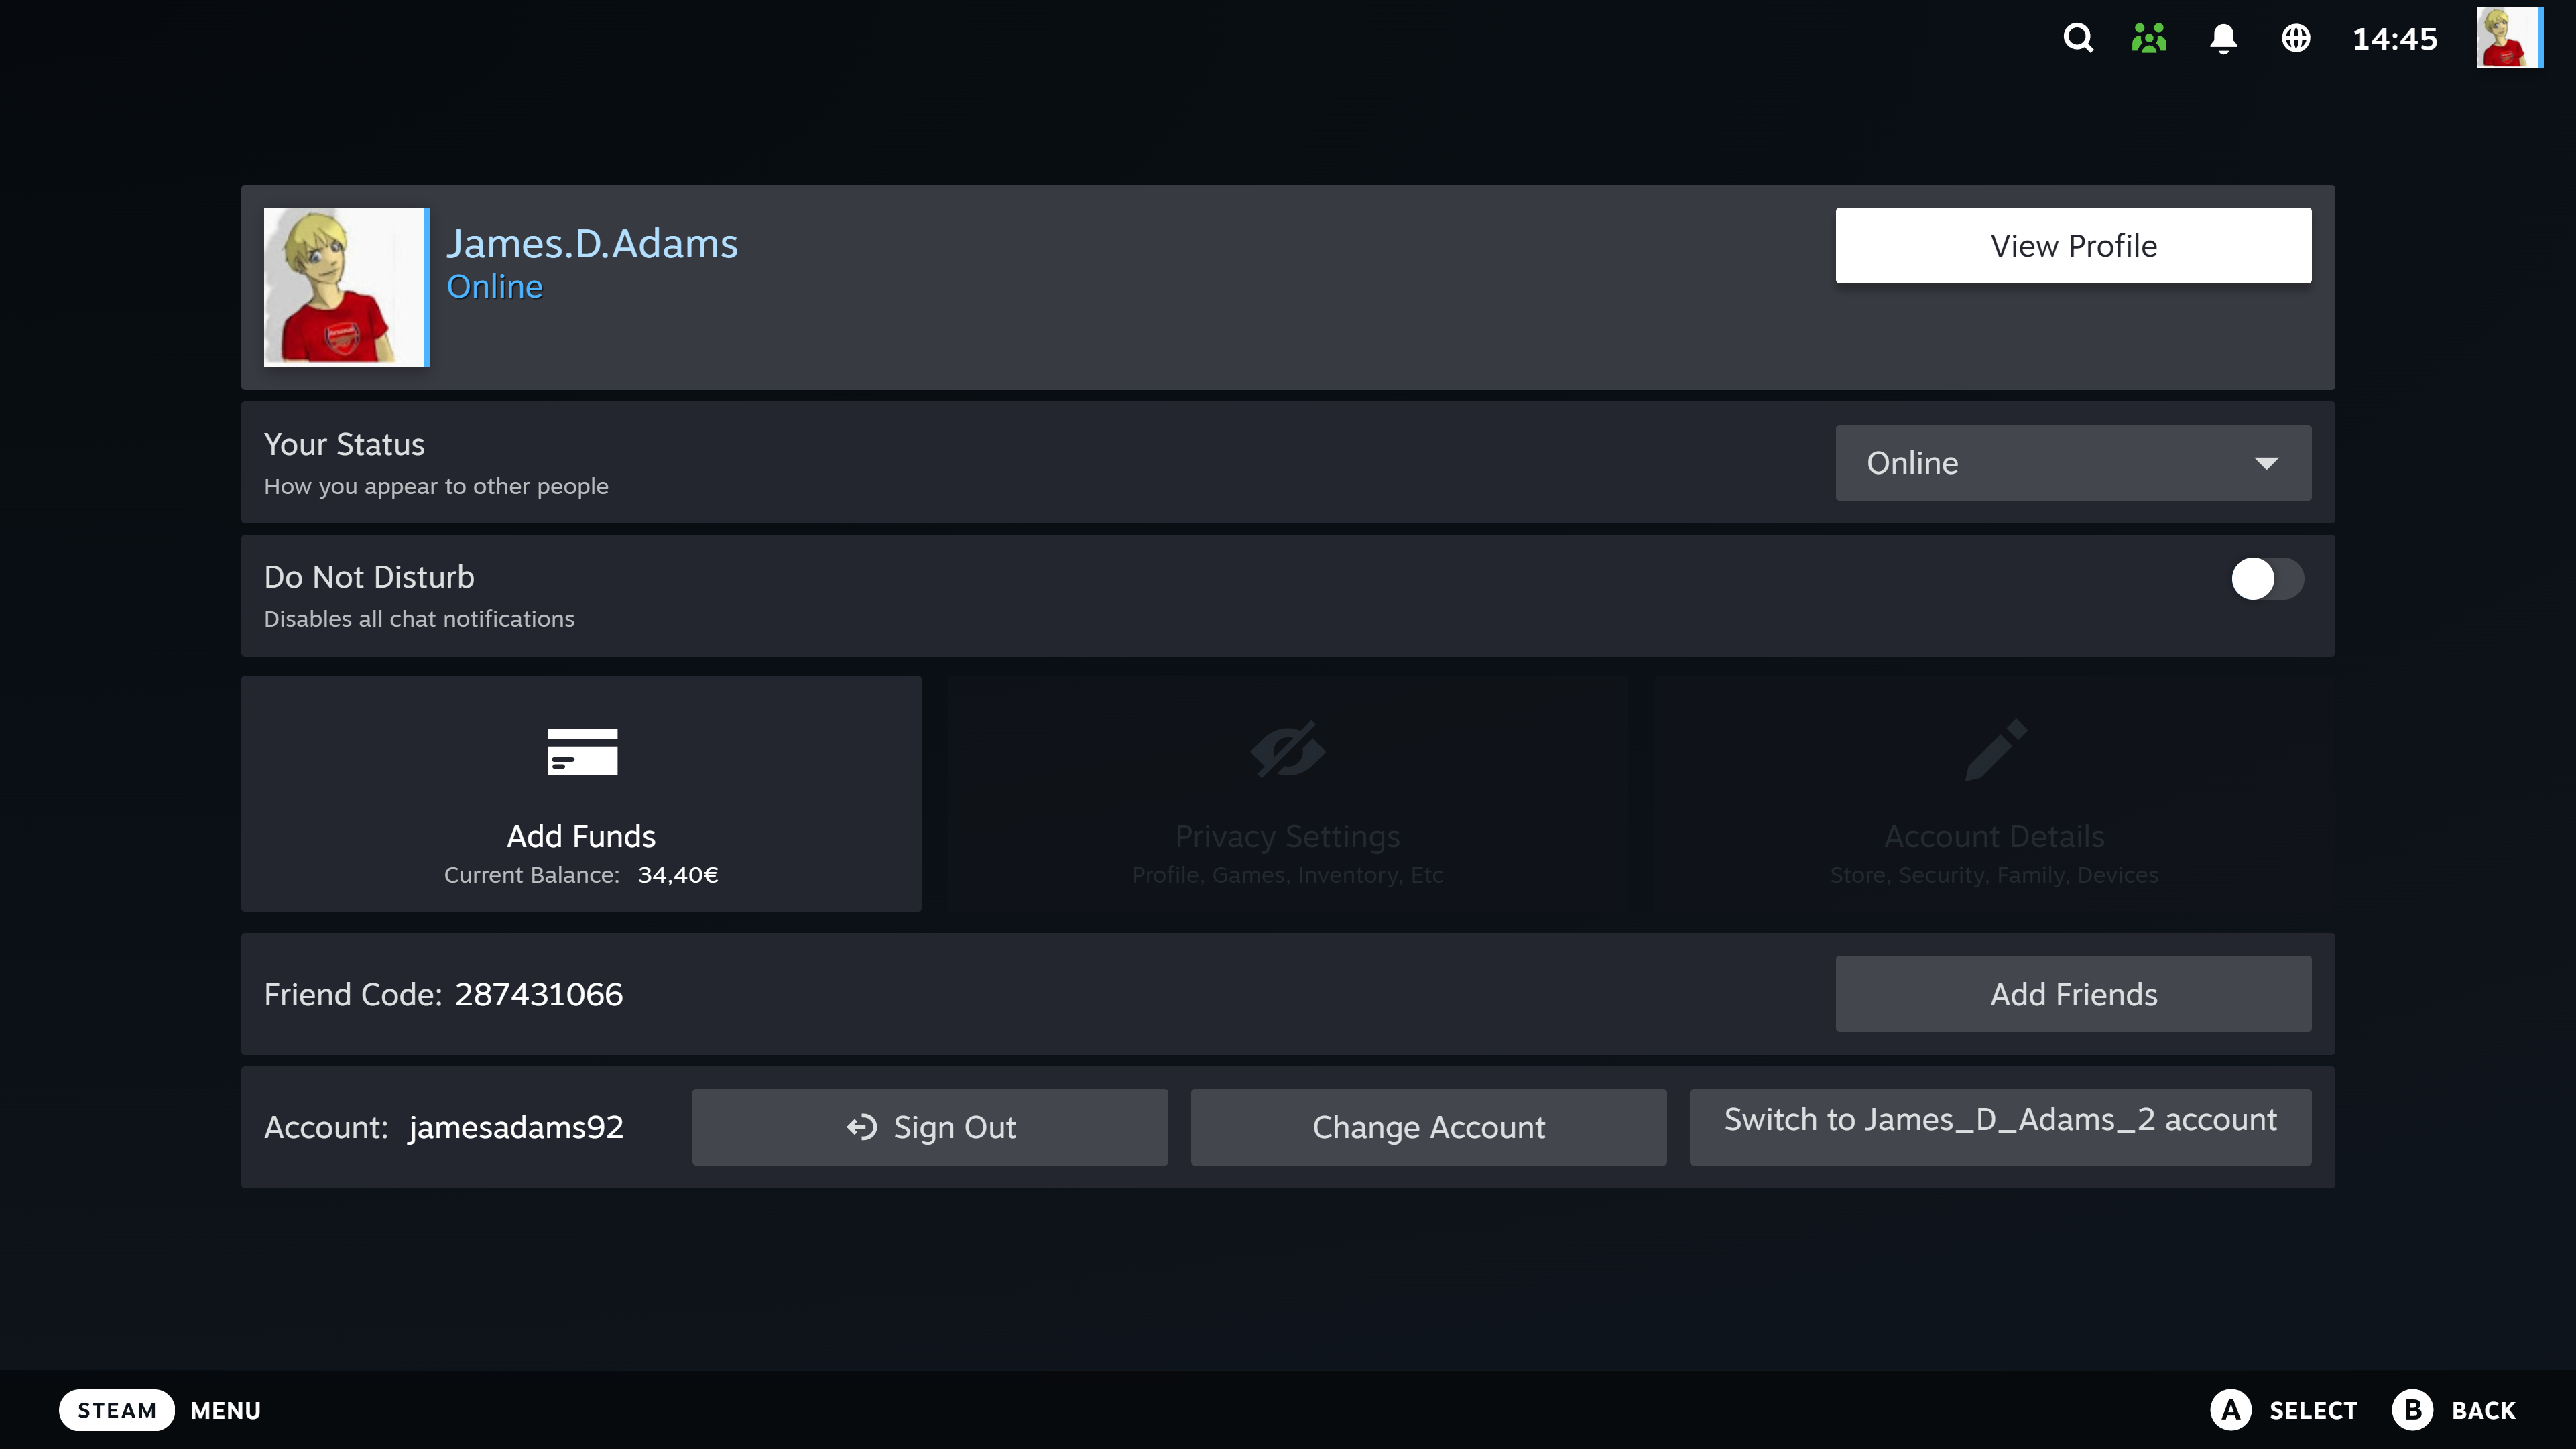 14:45
James.D.Adams
Online
View Profile
Your Status
How you appear to other people
Online
Do Not Disturb
Disables all chat notifications
Add Funds
Current Balance: 34,40€
Privacy Settings
Profile, Games, Inventory, Etc
Account Details
Store, Security, Family, Devices
Friend Code: 287431066
Add Friends
Account: jamesadams92
Sign Out
Change Account
Switch to James_D_Adams_2 account
STEAM MENU
A SELECT B BACK